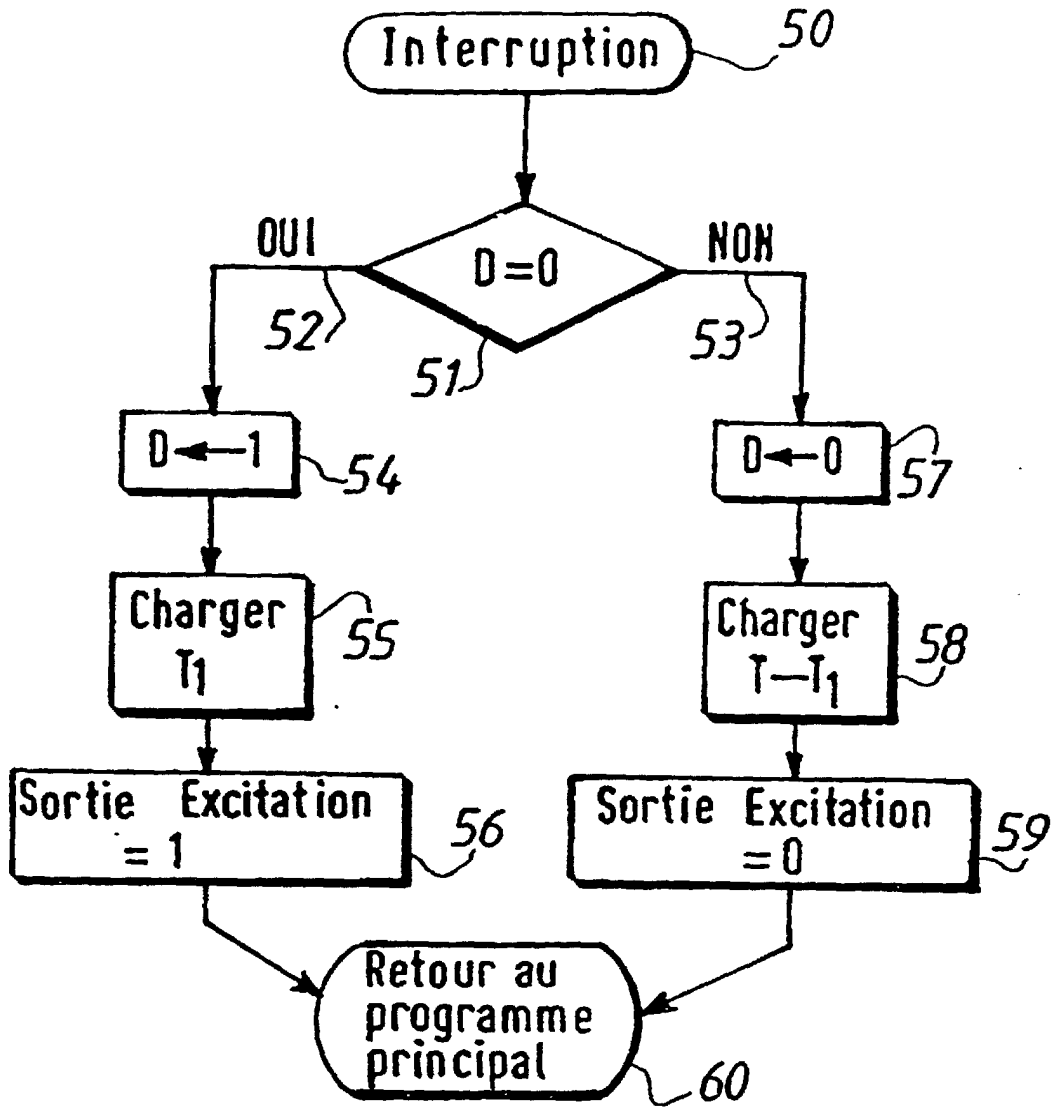 Interruption
50
OUI
D=0
NON
52
53
51
D←1
54
D←0
57
Charger
T1
55
Charger
T—T1
58
Sortie Excitation
= 1
56
Sortie Excitation
=0
59
Retour au
programme
principal
60